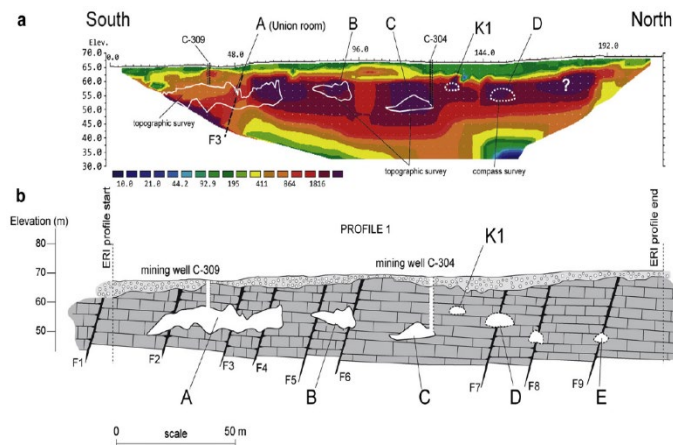 South
A (Union room)
North
a
C-309
B
C
C-304
K1
D
Elev.
0.0
48.0
96.0
144.0
192.0
70.0
65.0
60.0
55.0
50.0
45.0
40.0
35.0
30.0
?
topographic survey
F3
topographic survey
compass survey
10.0 21.0 44.2 92.9 195 411 864 1816
b
Elevation (m)
ERI profile start
PROFILE 1
ERI profile end
80
70
60
50
mining well C-309
mining well C-304
K1
F1
F2
F3
F4
F5
F6
F7
F8
F9
A
B
C
D
E
0 scale 50 m